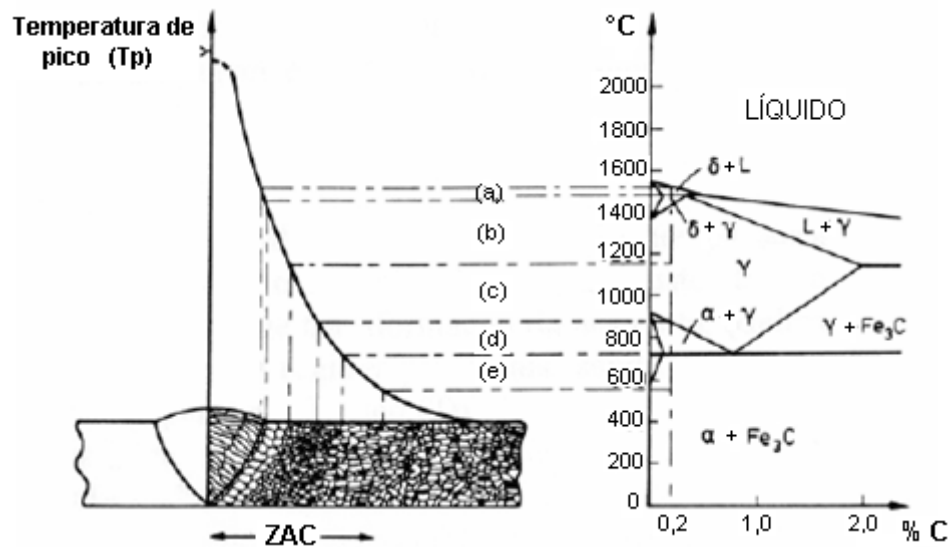 Temperatura de
pico (Tp)
(a)
(b)
(c)
(d)
(e)
ZAC
°C
2000
1800
1600
1400
1200
1000
800
600
400
200
0
LÍQUIDO
δ + L
δ + γ
L + γ
γ
α + γ
γ + Fe₃C
α + Fe₃C
0,2
1,0
2,0
% C